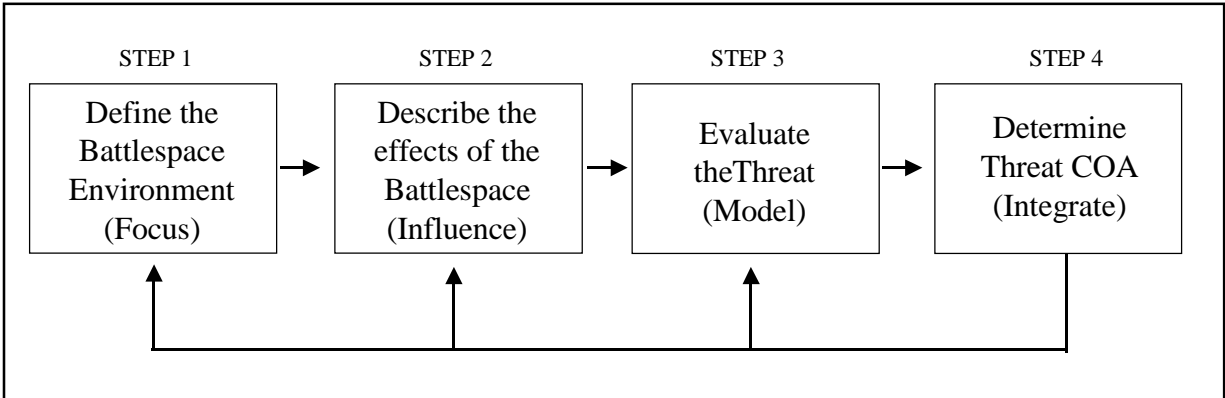 STEP 1
Define the
Battlespace
Environment
(Focus)
STEP 2
Describe the
effects of the
Battlespace
(Influence)
STEP 3
Evaluate
theThreat
(Model)
STEP 4
Determine
Threat COA
(Integrate)